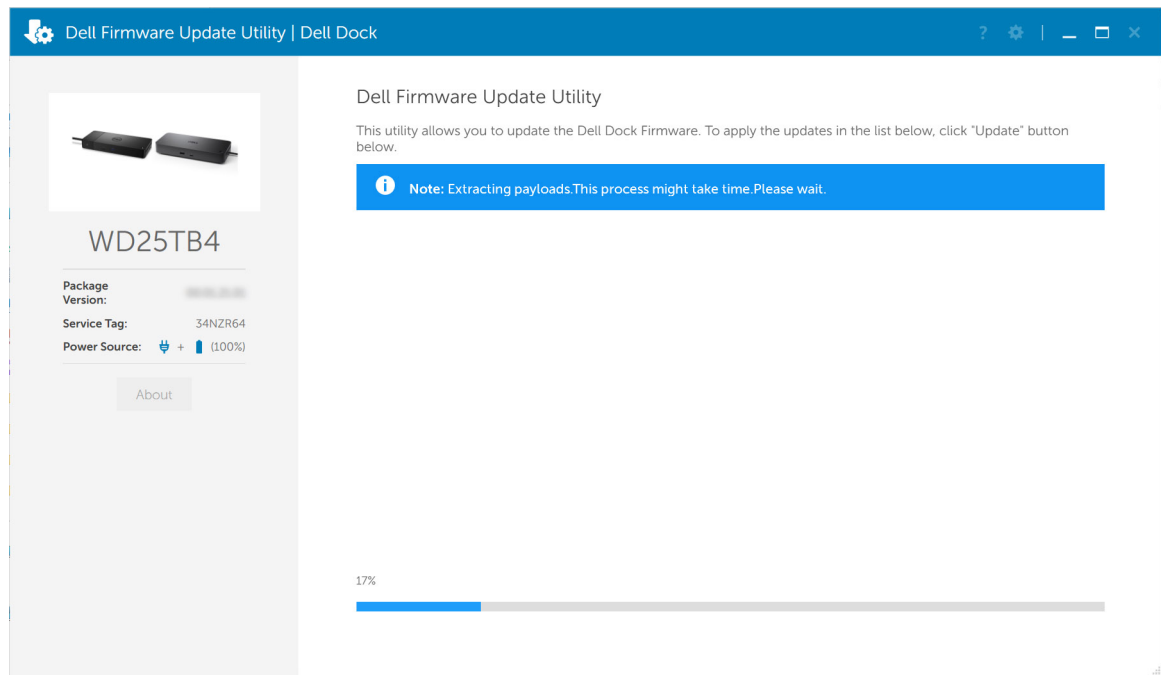 Dell Firmware Update Utility | Dell Dock
?
WD25TB4
Package
Version:
Service Tag: 34NZR64
Power Source: + (100%)
About
Dell Firmware Update Utility
This utility allows you to update the Dell Dock Firmware. To apply the updates in the list below, click "Update" button
below.
Note: Extracting payloads.This process might take time.Please wait.
17%